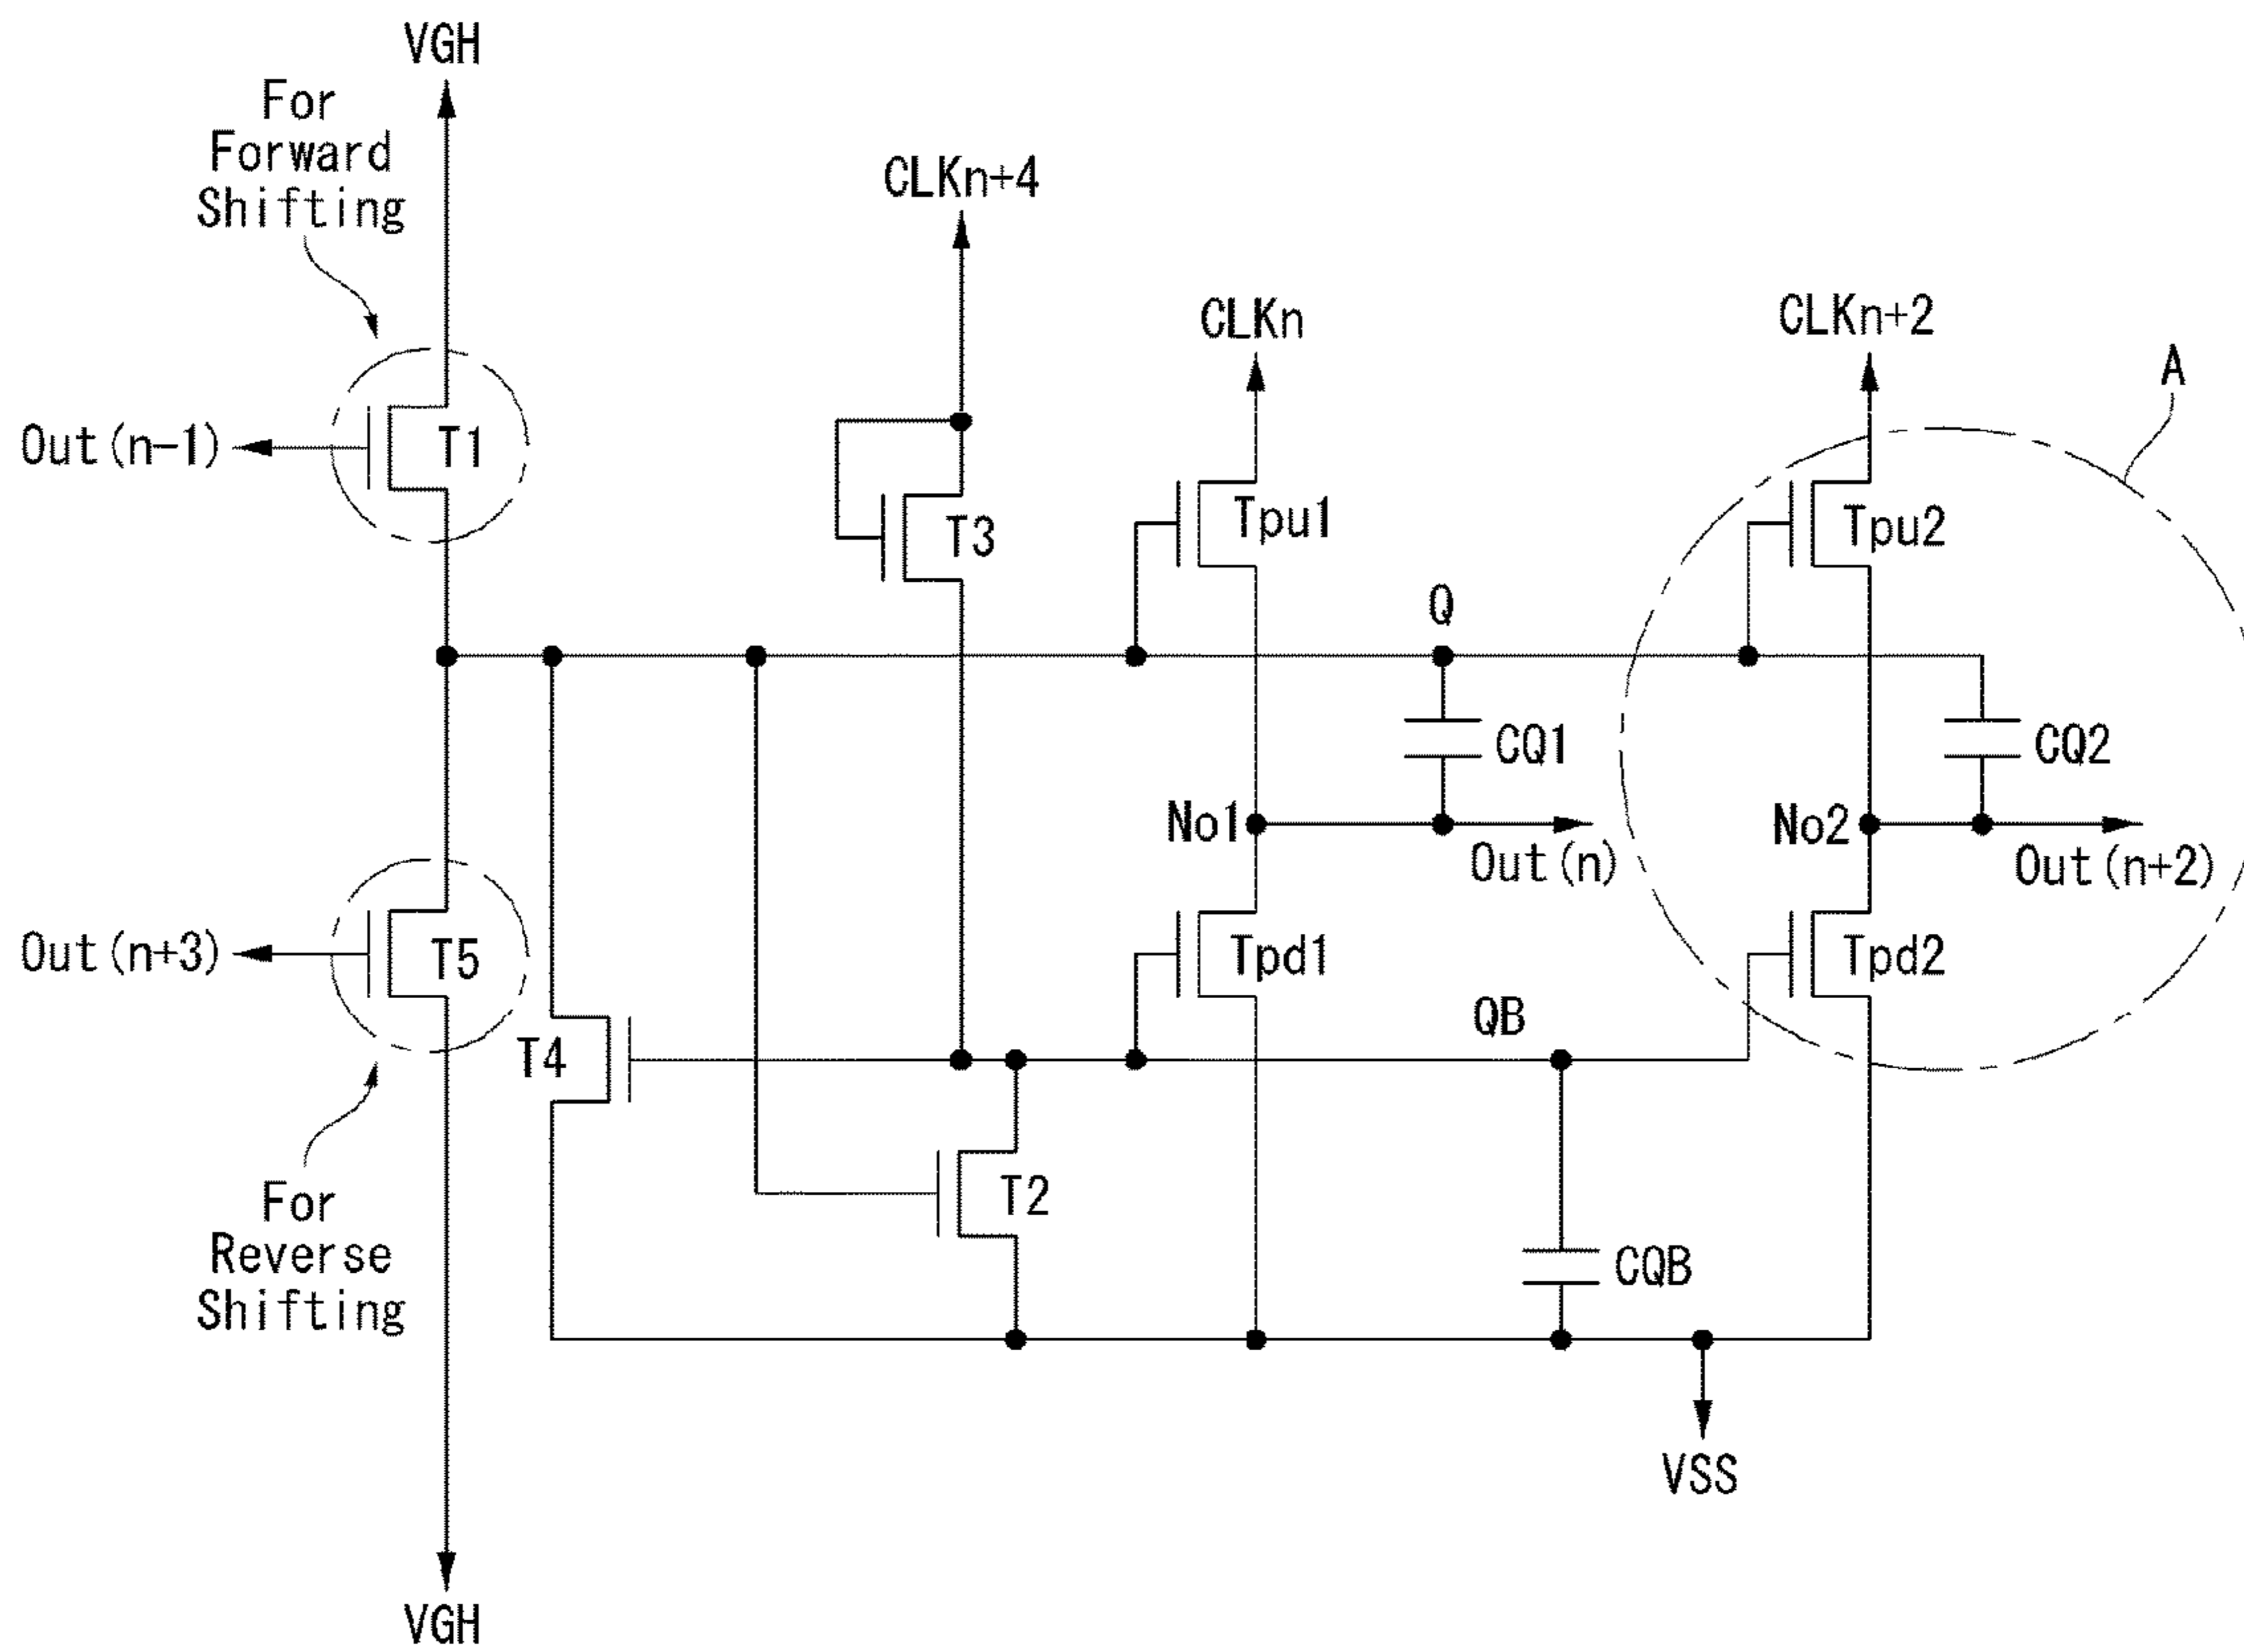 VGH
For
Forward
Shifting
CLKn+4
CLKn
CLKn+2
A
Out(n-1)
T1
T3
Tpu1
Tpu2
Q
CQ1
CQ2
No1
No2
Out(n)
Out(n+2)
Out(n+3)
T5
Tpd1
Tpd2
QB
T4
T2
For
Reverse
Shifting
CQB
VSS
VGH